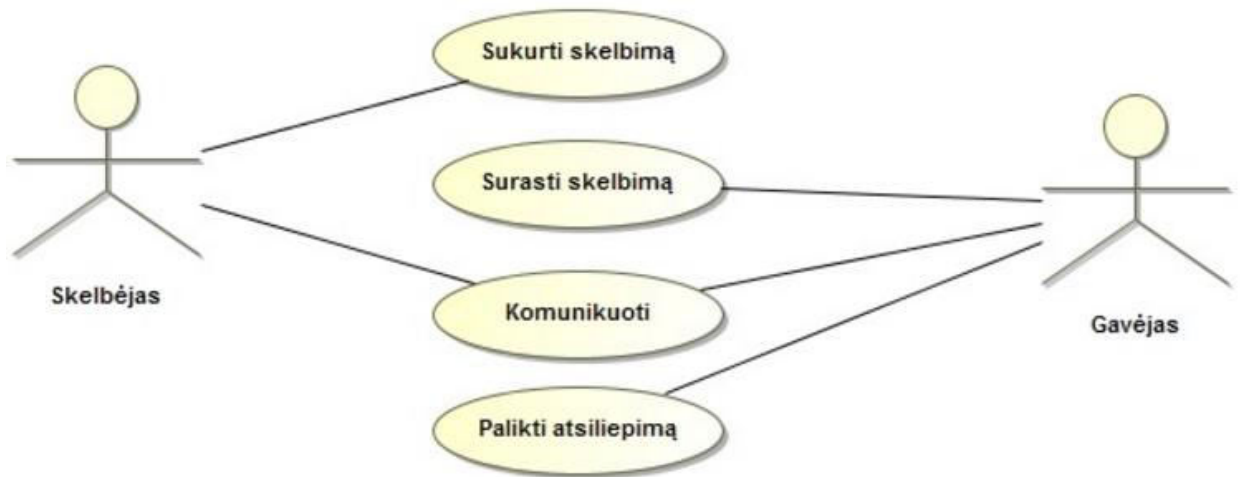 Sukurti skelbimą
Surasti skelbimą
Skelbėjas
Komunikuoti
Gavėjas
Palikti atsiliepimą